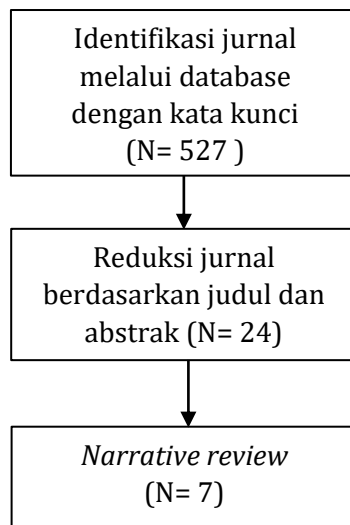 Identifikasi jurnal
melalui database
dengan kata kunci
(N= 527 )
Reduksi jurnal
berdasarkan judul dan
abstrak (N= 24)
Narrative review
(N= 7)